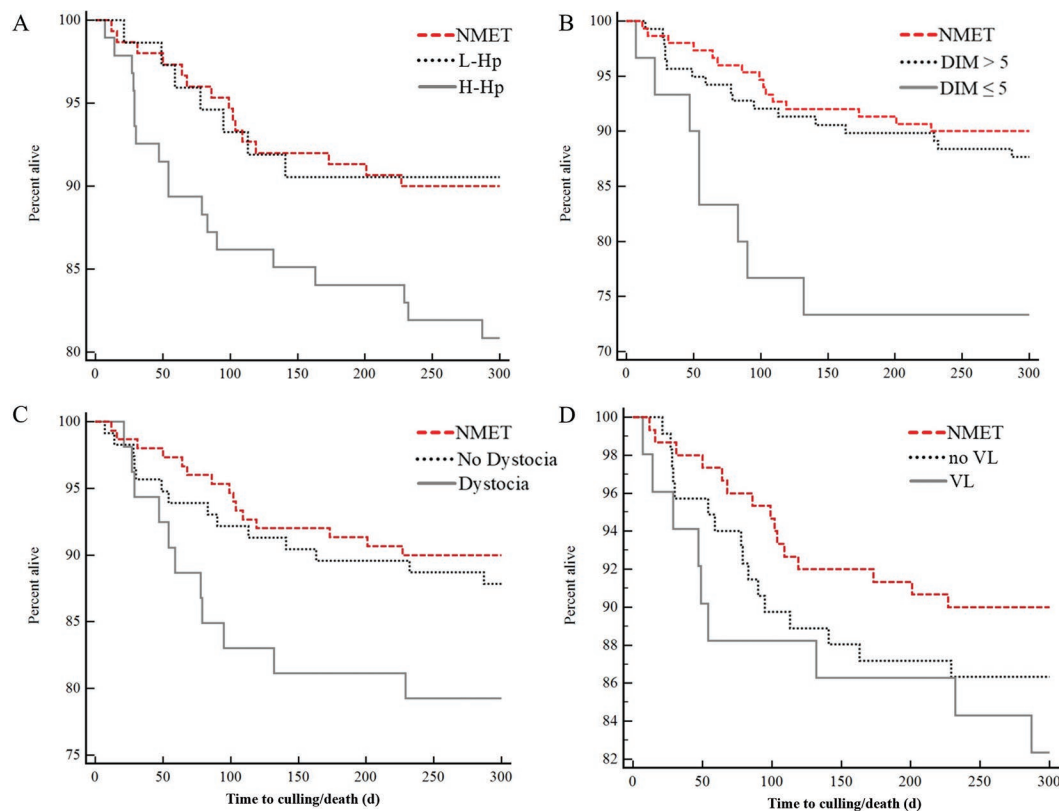 A
NMET
L-Hp
H-Hp
Percent alive
100
95
90
85
80
0 50 100 150 200 250 300
B
NMET
DIM > 5
DIM ≤ 5
Percent alive
100
95
90
85
80
75
70
0 50 100 150 200 250 300
C
NMET
No Dystocia
Dystocia
Percent alive
100
95
90
85
80
75
0 50 100 150 200 250 300
Time to culling/death (d)
D
NMET
no VL
VL
Percent alive
100
98
96
94
92
90
88
86
84
82
0 50 100 150 200 250 300
Time to culling/death (d)